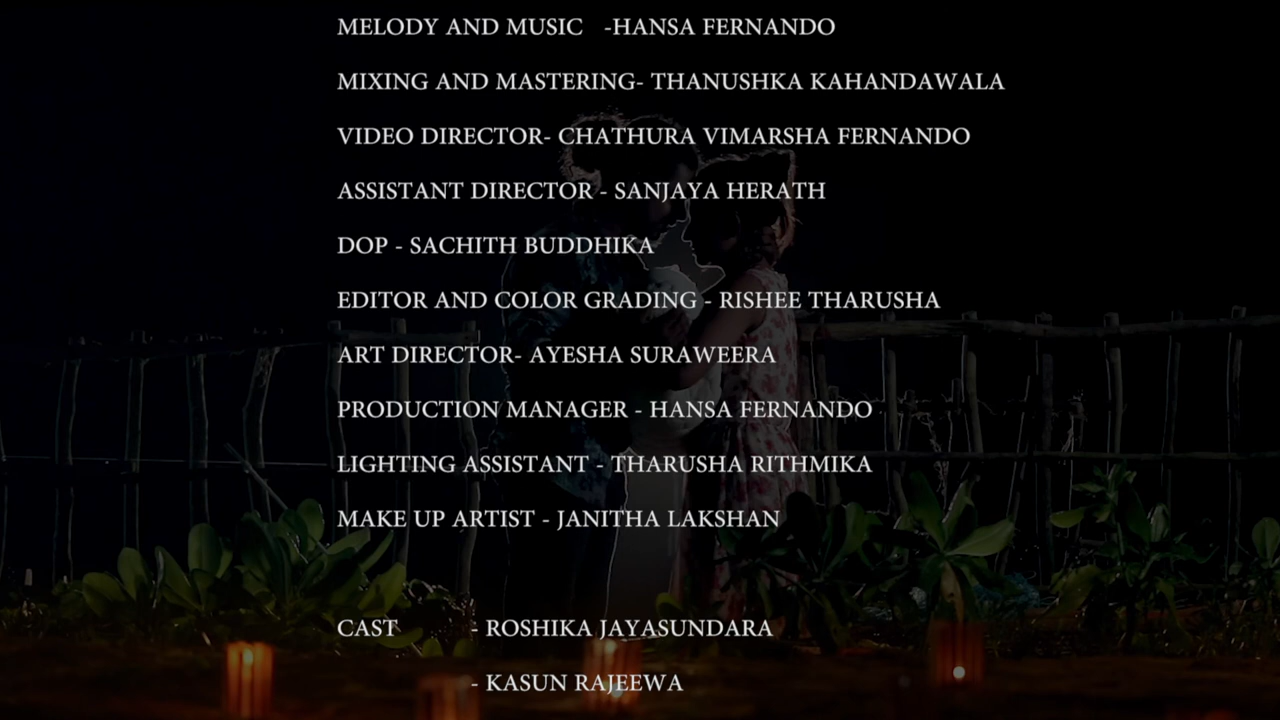 MELODY AND MUSIC -HANSA FERNANDO
MIXING AND MASTERING- THANUSHKA KAHANDAWALA
VIDEO DIRECTOR- CHATHURA VIMARSHA FERNANDO
ASSISTANT DIRECTOR - SANJAYA HERATH
DOP - SACHITH BUDDHIKA
EDITOR AND COLOR GRADING - RISHEE THARUSHA
ART DIRECTOR- AYESHA SURAWEERA
PRODUCTION MANAGER - HANSA FERNANDO
LIGHTING ASSISTANT - THARUSHA RITHMIKA
MAKE UP ARTIST - JANITHA LAKSHAN
CAST - ROSHIKA JAYASUNDARA
- KASUN RAJEEWA